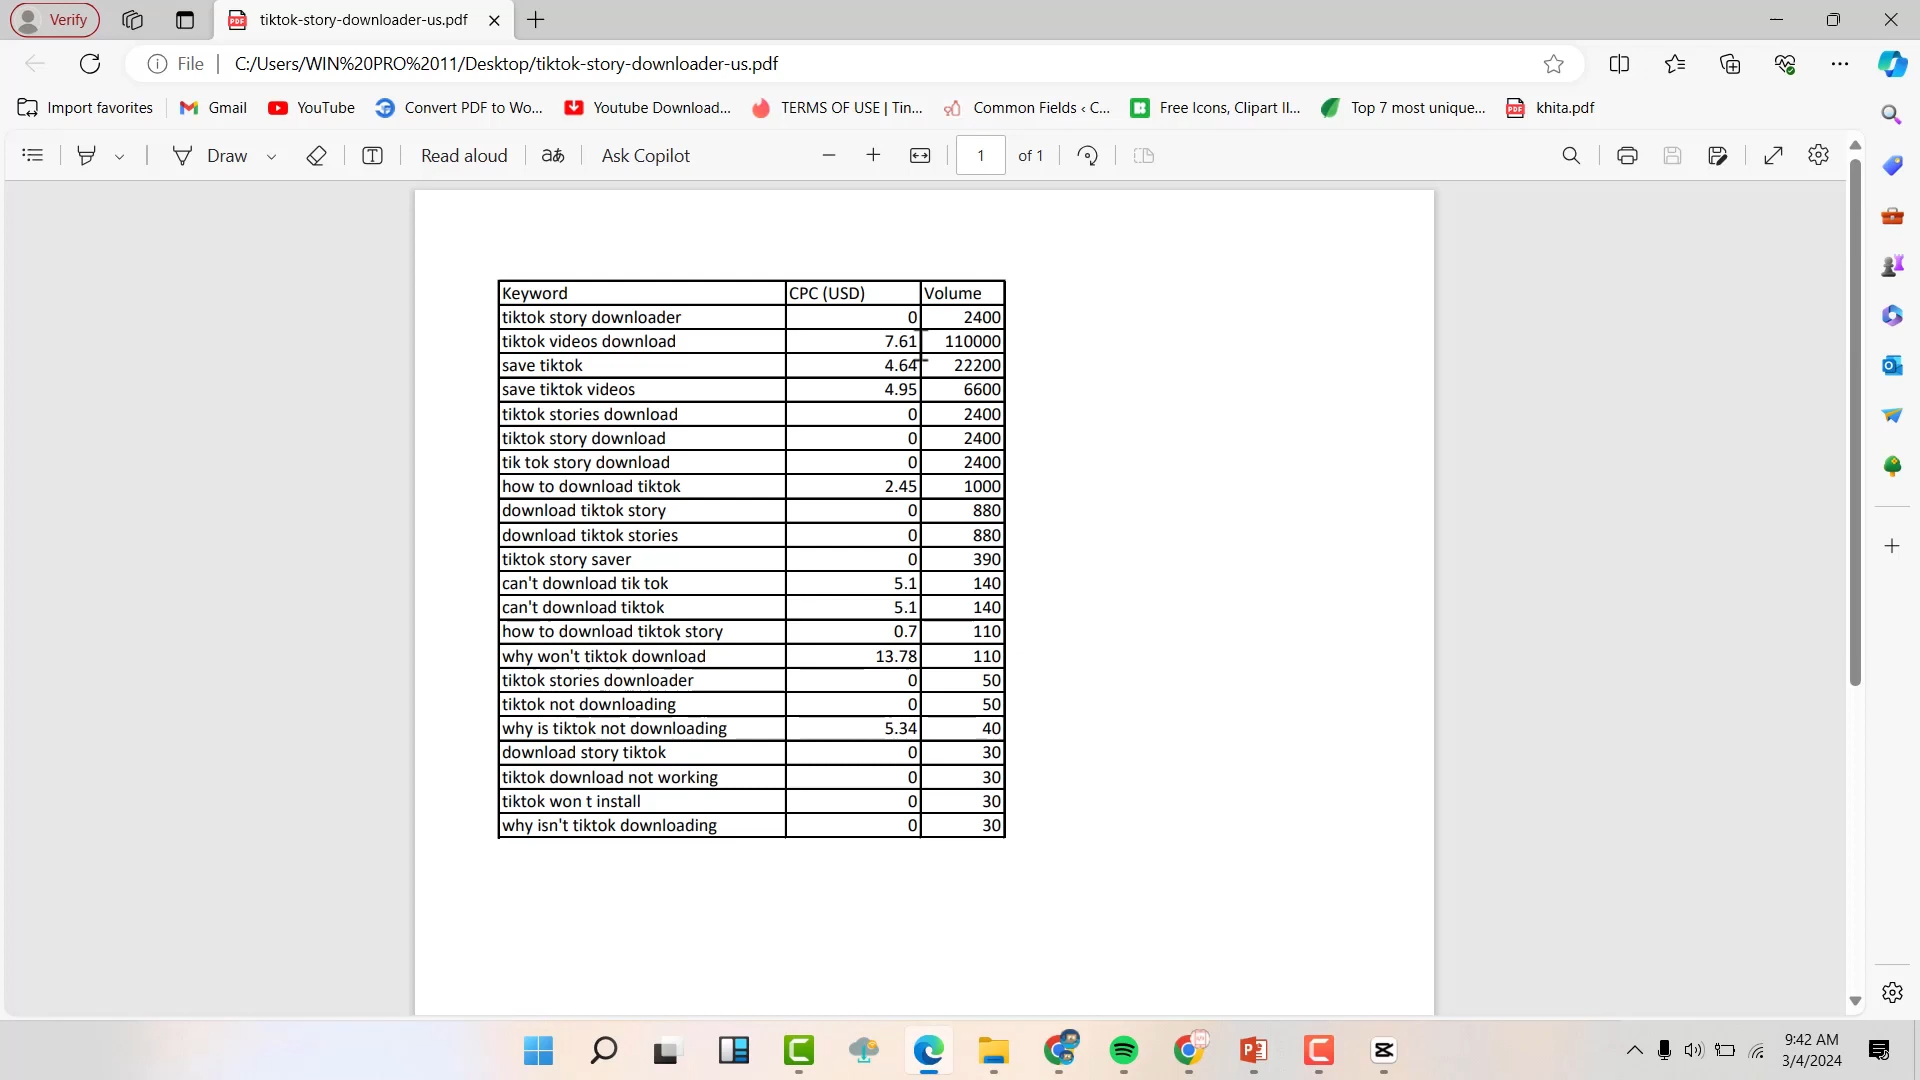 Verify
tiktok-story-downloader-us.pdf
File
C:/Users/WIN%20PRO%2011/Desktop/tiktok-story-downloader-us.pdf
Import favorites
Gmail
YouTube
Convert PDF to Wo...
Youtube Download...
TERMS OF USE | Tin...
Common Fields ‹ C...
Free Icons, Clipart Il...
Top 7 most unique...
khita.pdf
Draw
Read aloud
aあ
Ask Copilot
1 of 1
Keyword CPC (USD) Volume
tiktok story downloader 0 2400
tiktok videos download 7.61 110000
save tiktok 4.64 22200
save tiktok videos 4.95 6600
tiktok stories download 0 2400
tiktok story download 0 2400
tik tok story download 0 2400
how to download tiktok 2.45 1000
download tiktok story 0 880
download tiktok stories 0 880
tiktok story saver 0 390
can't download tik tok 5.1 140
can't download tiktok 5.1 140
how to download tiktok story 0.7 110
why won't tiktok download 13.78 110
tiktok stories downloader 0 50
tiktok not downloading 0 50
why is tiktok not downloading 5.34 40
download story tiktok 0 30
tiktok download not working 0 30
tiktok won t install 0 30
why isn't tiktok downloading 0 30
9:42 AM
3/4/2024